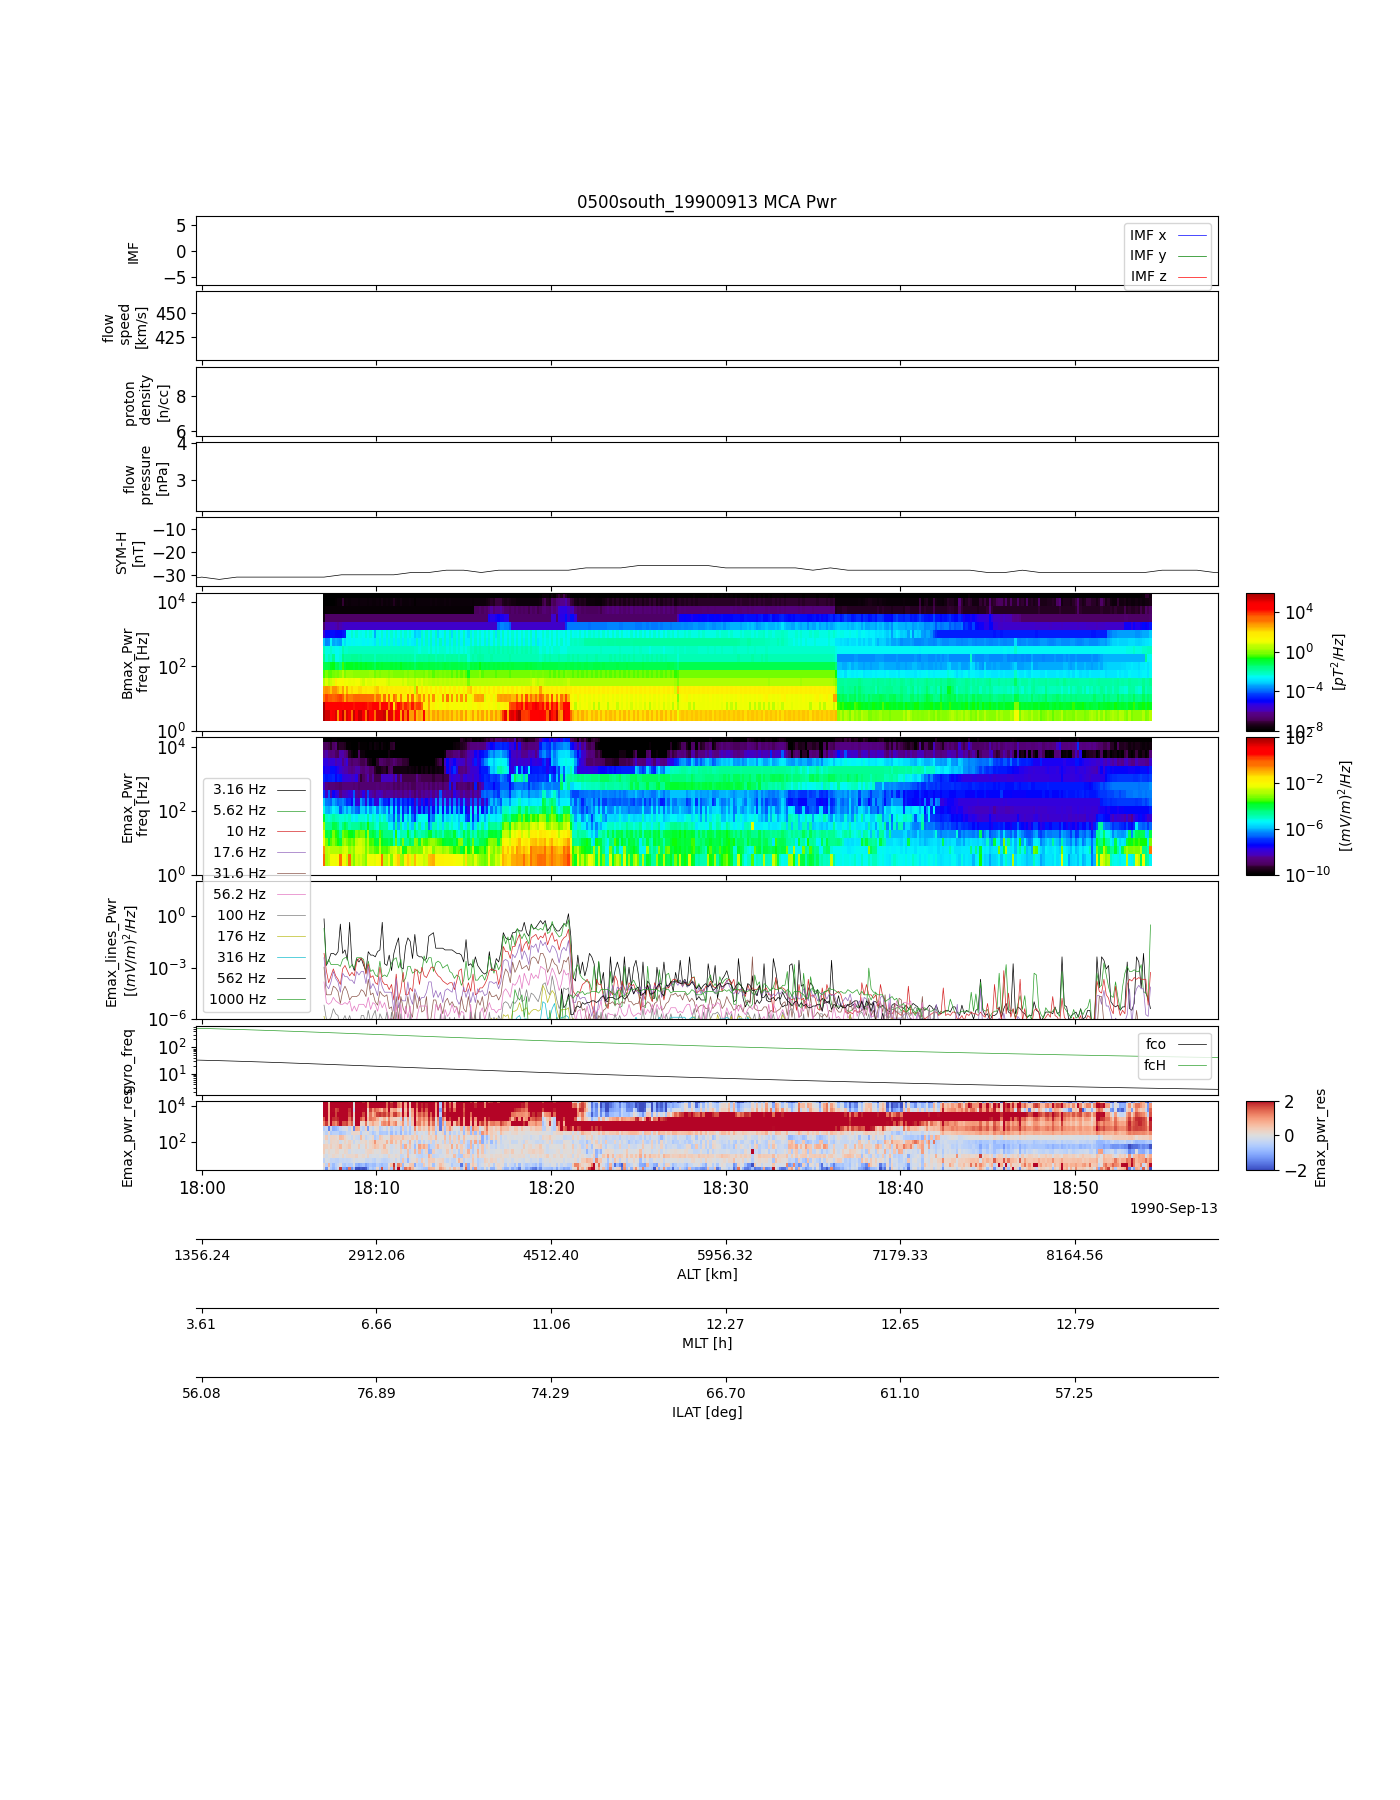 0500south_19900913 MCA Pwr
5
0
−5
IMF
IMF x
IMF y
IMF z
450
425
flow
speed
[km/s]
8
6
proton
density
[n/cc]
4
3
flow
pressure
[nPa]
−10
−20
−30
SYM-H
[nT]
10^4
10^2
10^0
Bmax_Pwr
freq [Hz]
10^4
10^0
10^−4
10^−8
[pT^2/Hz]
10^4
10^2
10^0
Emax_Pwr
freq [Hz]
10^2
10^−2
10^−6
10^−10
[(mV/m)^2/Hz]
3.16 Hz
5.62 Hz
10 Hz
17.6 Hz
31.6 Hz
56.2 Hz
100 Hz
176 Hz
316 Hz
562 Hz
1000 Hz
10^0
10^−3
10^−6
Emax_lines_Pwr
[(mV/m)^2/Hz]
10^2
10^1
gyro_freq
fco
fcH
10^4
10^2
Emax_pwr_res
2
0
−2
Emax_pwr_res
18:00 18:10 18:20 18:30 18:40 18:50
1990-Sep-13
1356.24 2912.06 4512.40 5956.32 7179.33 8164.56
ALT [km]
3.61 6.66 11.06 12.27 12.65 12.79
MLT [h]
56.08 76.89 74.29 66.70 61.10 57.25
ILAT [deg]